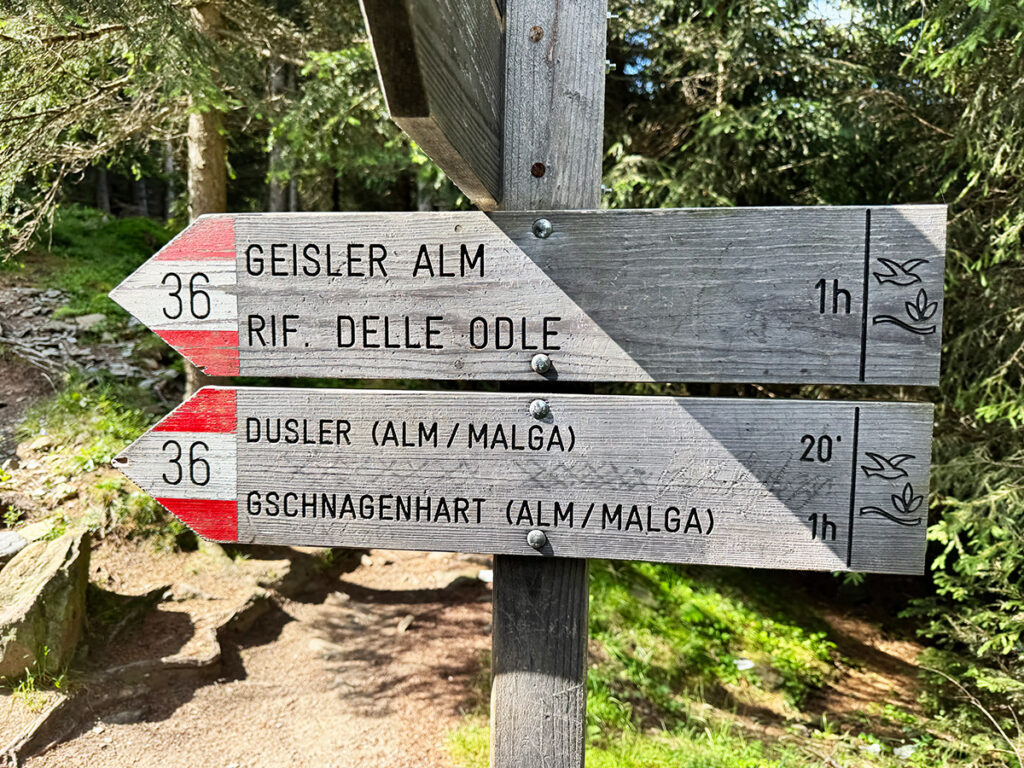 36 GEISLER ALM
RIF. DELLE ODLE 1h
36 DUSLER (ALM/MALGA) 20'
GSCHNAGENHART (ALM/MALGA) 1h